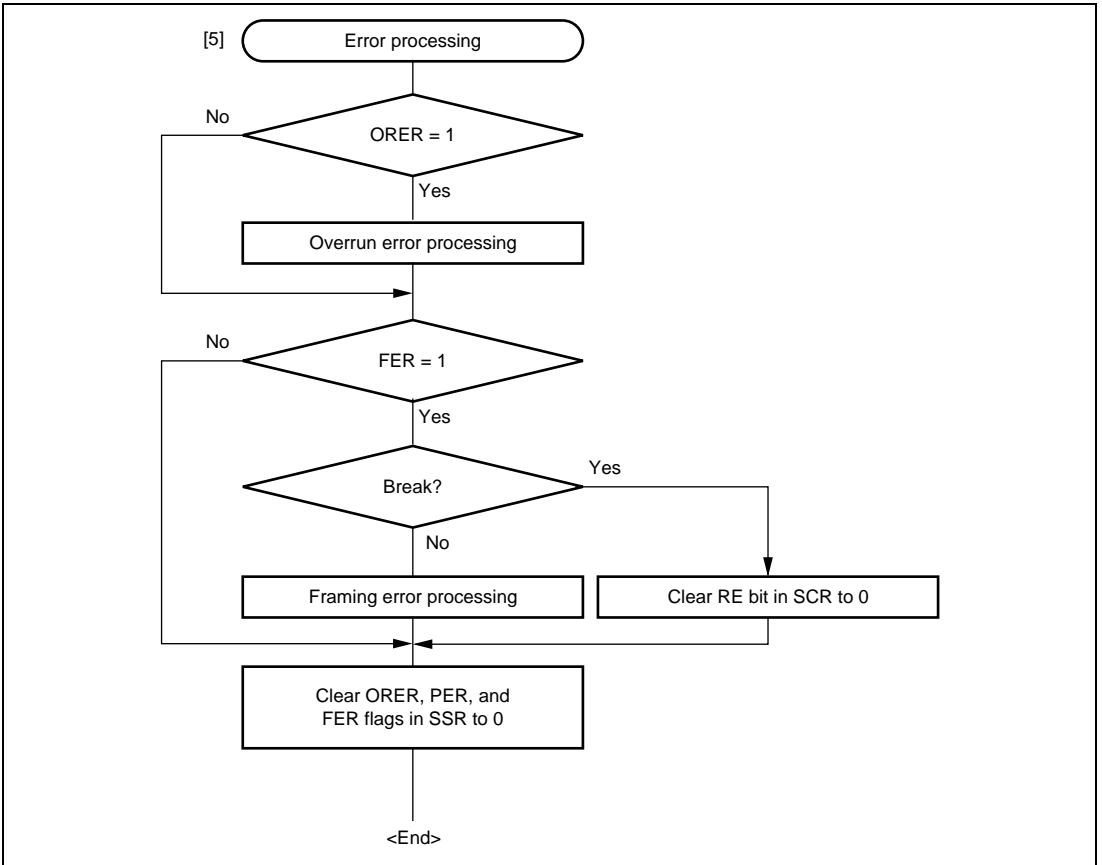 [5] Error processing
No
ORER = 1
Yes
Overrun error processing
No
FER = 1
Yes
Yes
Break?
No
Framing error processing
Clear RE bit in SCR to 0
Clear ORER, PER, and
FER flags in SSR to 0
<End>